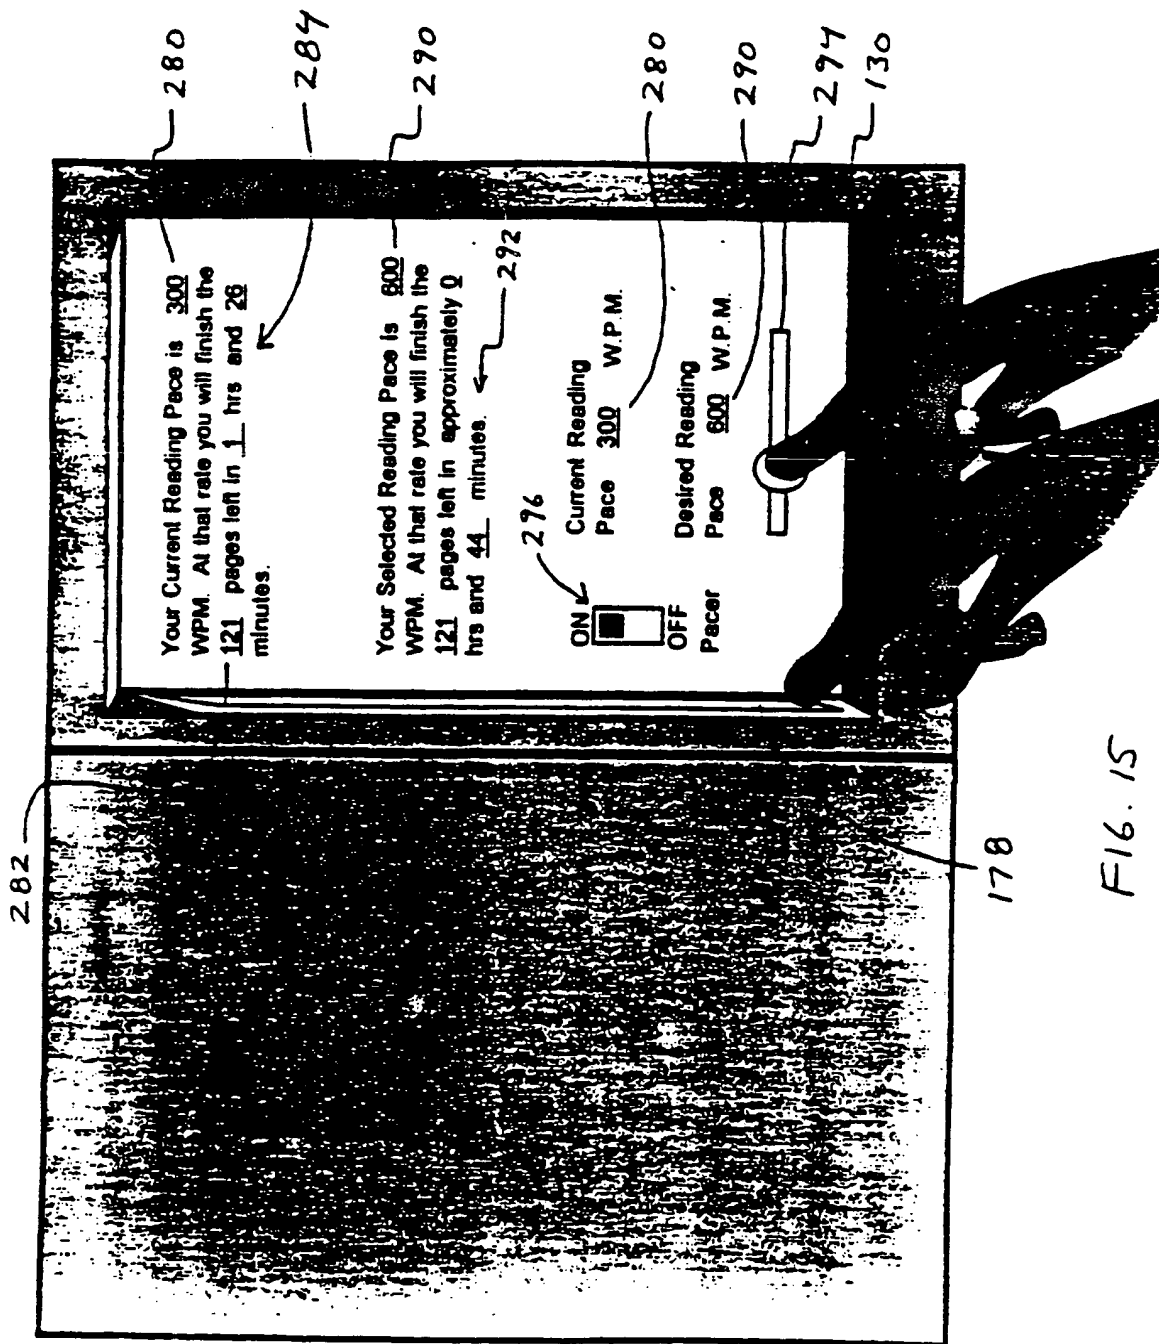 280
284
290
280
290
294
130
282
296
292
178
Your Current Reading Pace is 300
WPM. At that rate you will finish the
121 pages left in 1 hrs and 26
minutes.
Your Selected Reading Pace is 600
WPM. At that rate you will finish the
121 pages left in approximately 0
hrs and 44 minutes.
ON
OFF
Pacer
Current Reading
Pace 300 W.P.M.
Desired Reading
Pace 600 W.P.M.
FIG. 15